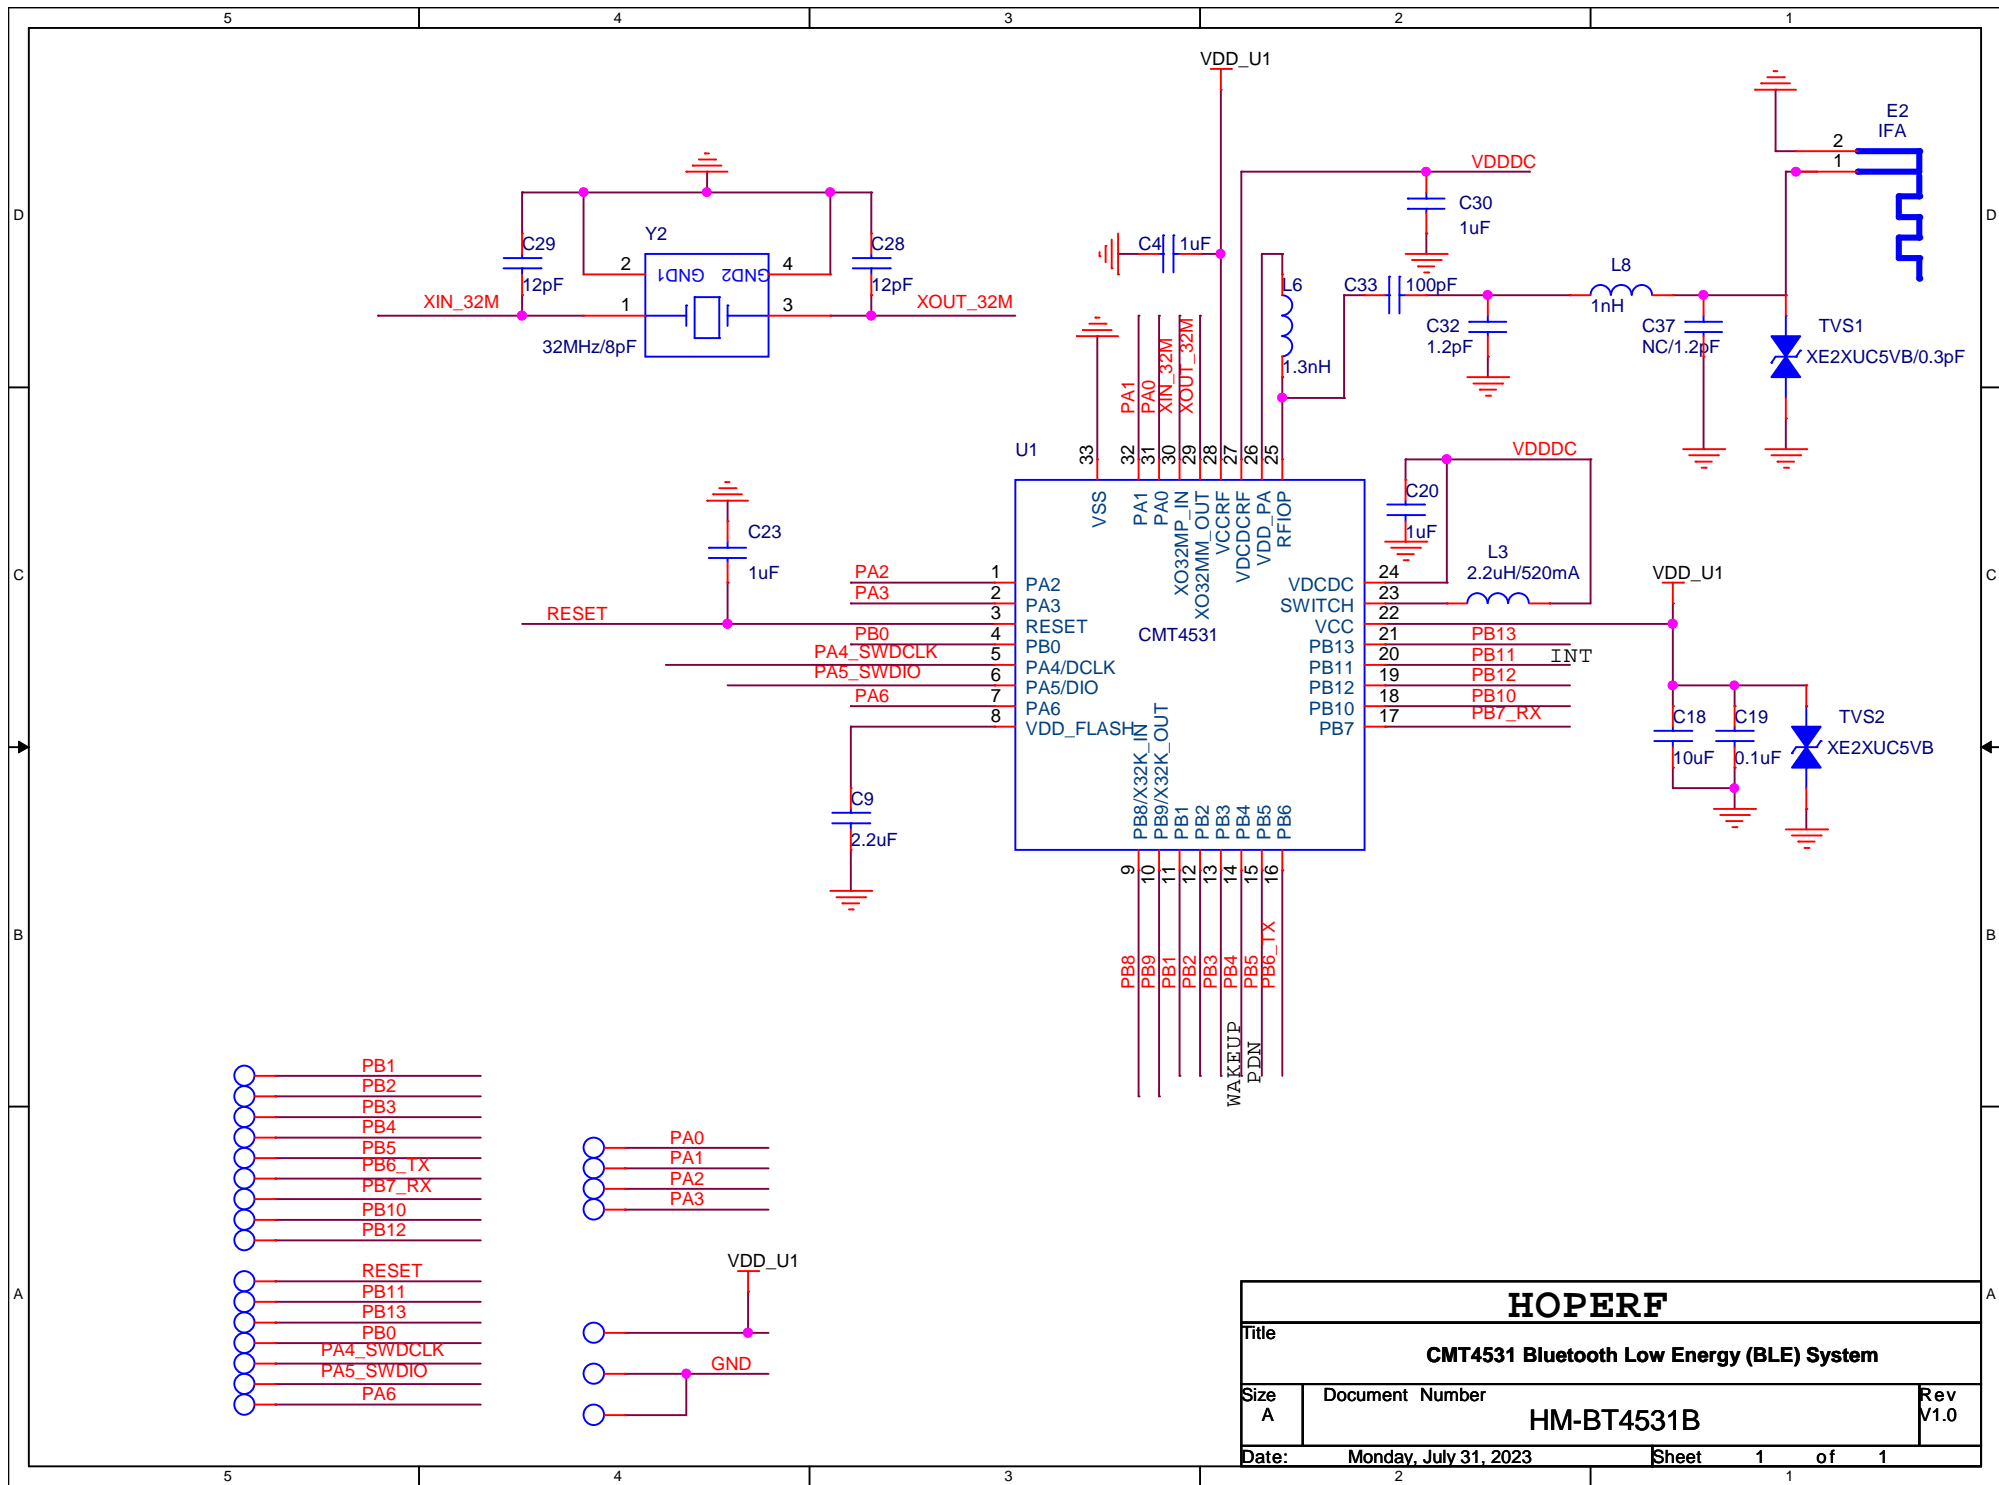 5 4 3 2 1
VDD_U1
E2
IFA
2
1
VDDDC
C30
1uF
D
D
Y2
C29
12pF
C28
12pF
2 GND1 GND2 4
1 3
XIN_32M
XOUT_32M
32MHz/8pF
C4 1uF
L6
1.3nH
C33 100pF
L8
1nH
C32
1.2pF
C37
NC/1.2pF
TVS1
XE2XUC5VB/0.3pF
PA1
PA0
XIN_32M
XOUT_32M
U1
33 32 31 30 29 28 27 26 25
VSS
PA1
PA0
XO32MP_IN
XO32MM_OUT
VCCRF
VDCDCRF
VDD_PA
RFIOP
VDDDC
C20
1uF
L3
2.2uH/520mA
VDD_U1
C23
1uF
C
C
PA2 1 PA2
PA3 2 PA3
RESET 3 RESET
PB0 4 PB0
PA4_SWDCLK 5 PA4/DCLK
PA5_SWDIO 6 PA5/DIO
PA6 7 PA6
8 VDD_FLASH
CMT4531
VDCDC 24
SWITCH 23
VCC 22
PB13 21 PB13
PB11 20 PB11 INT
PB12 19 PB12
PB10 18 PB10
PB7 17 PB7_RX
C18
10uF
C19
0.1uF
TVS2
XE2XUC5VB
C9
2.2uF
PB8/X32K_IN
PB9/X32K_OUT
PB1
PB2
PB3
PB4
PB5
PB6
9 10 11 12 13 14 15 16
PB8
PB9
PB1
PB2
PB3
PB4
PB5
PB6_TX
WAKEUP
PDN
B
B
PB1
PB2
PB3
PB4
PB5
PB6_TX
PB7_RX
PB10
PB12
RESET
PB11
PB13
PB0
PA4_SWDCLK
PA5_SWDIO
PA6
PA0
PA1
PA2
PA3
VDD_U1
GND
A
A
HOPERF
Title
CMT4531 Bluetooth Low Energy (BLE) System
Size
A
Document Number
HM-BT4531B
Rev
V1.0
Date: Monday, July 31, 2023 Sheet 1 of 1
5 4 3 2 1